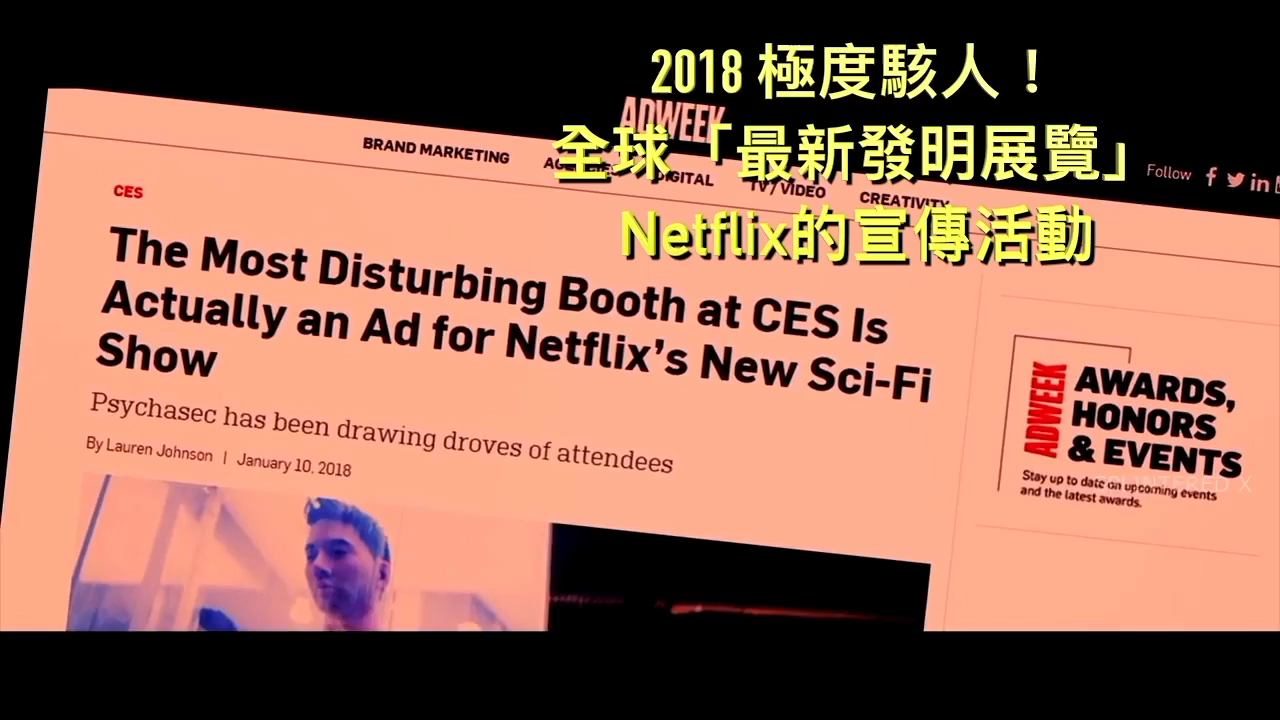 2018 極度駭人！
全球「最新發明展覽」
Netflix的宣傳活動
ADWEEK
BRAND MARKETING
DIGITAL
TV / VIDEO
CREATIVITY
Follow
CES
The Most Disturbing Booth at CES Is
Actually an Ad for Netflix's New Sci-Fi
Show
Psychasec has been drawing droves of attendees
By Lauren Johnson | January 10, 2018
ADWEEK
AWARDS,
HONORS
& EVENTS
Stay up to date on upcoming events
and the latest awards.